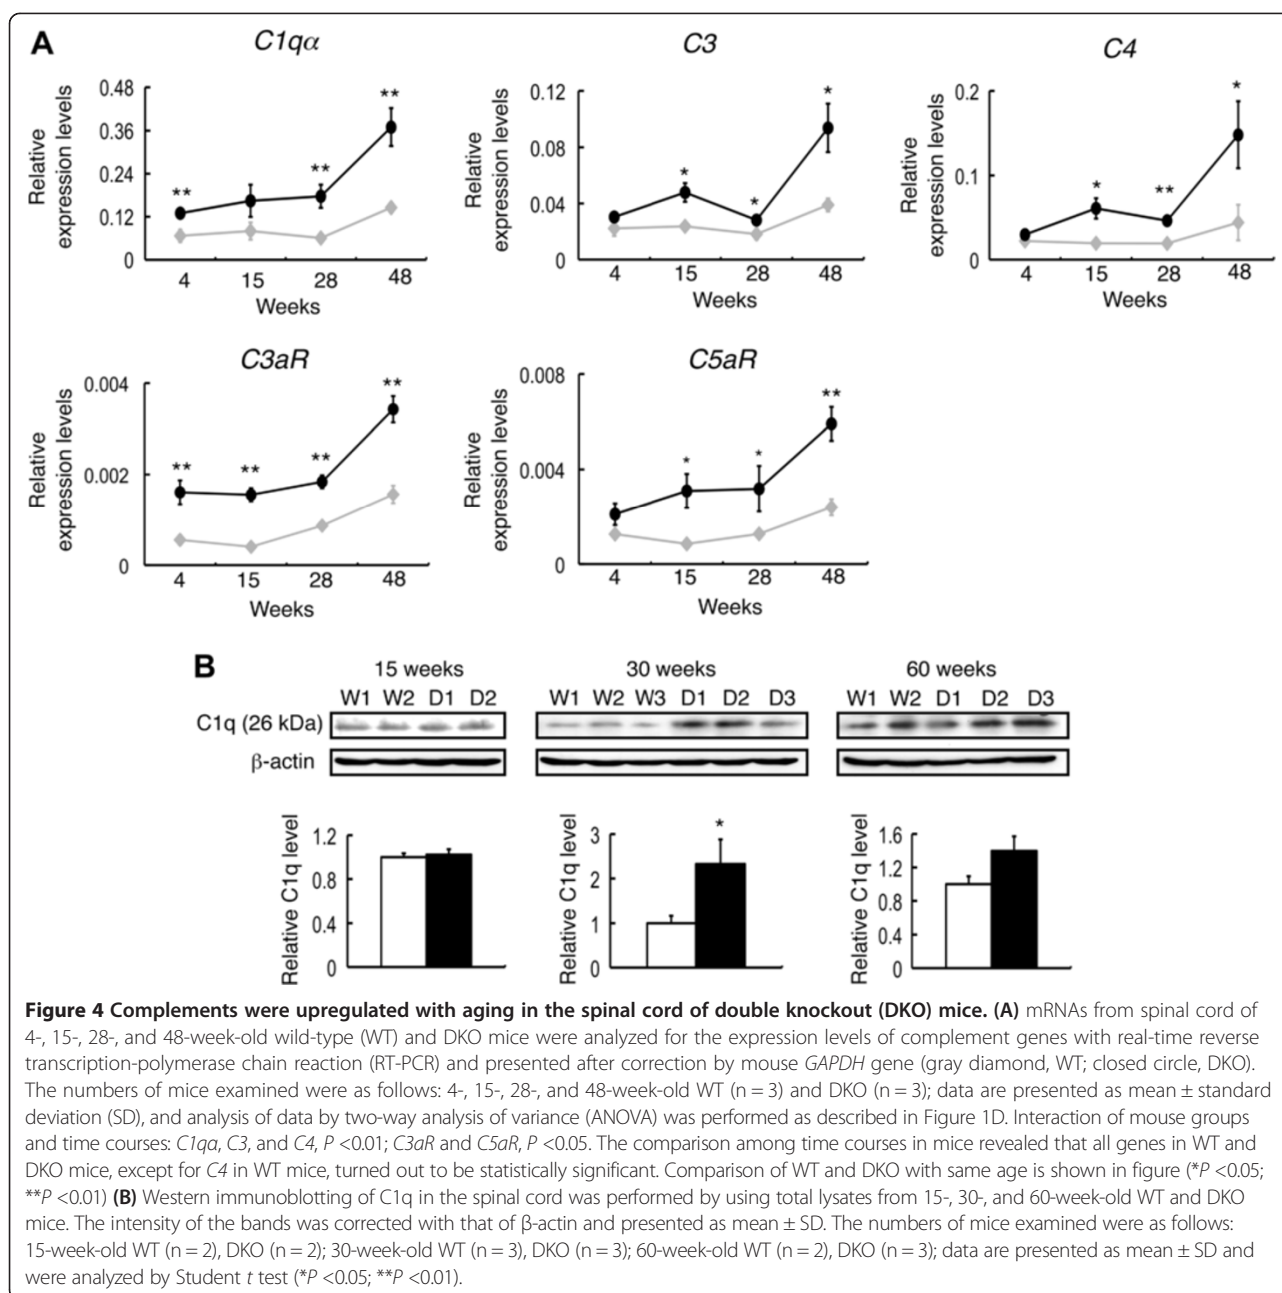 A
C1qα
C3
C4
Relative expression levels
0.48
0.36
0.24
0.12
0
**
**
**
4 15 28 48
Weeks
Relative expression levels
0.12
0.08
0.04
0
*
*
*
4 15 28 48
Weeks
Relative expression levels
0.2
0.1
0
*
**
*
4 15 28 48
Weeks
C3aR
C5aR
Relative expression levels
0.004
0.002
0
**
**
**
**
4 15 28 48
Weeks
Relative expression levels
0.008
0.004
0
*
*
**
4 15 28 48
Weeks
B
15 weeks 30 weeks 60 weeks
W1 W2 D1 D2 W1 W2 W3 D1 D2 D3 W1 W2 D1 D2 D3
C1q (26 kDa)
β-actin
Relative C1q level
1.2
0.8
0.4
0
Relative C1q level
3
2
1
0
*
Relative C1q level
1.6
1.2
0.8
0.4
0
Figure 4 Complements were upregulated with aging in the spinal cord of double knockout (DKO) mice. (A) mRNAs from spinal cord of
4-, 15-, 28-, and 48-week-old wild-type (WT) and DKO mice were analyzed for the expression levels of complement genes with real-time reverse
transcription-polymerase chain reaction (RT-PCR) and presented after correction by mouse GAPDH gene (gray diamond, WT; closed circle, DKO).
The numbers of mice examined were as follows: 4-, 15-, 28-, and 48-week-old WT (n = 3) and DKO (n = 3); data are presented as mean ± standard
deviation (SD), and analysis of data by two-way analysis of variance (ANOVA) was performed as described in Figure 1D. Interaction of mouse groups
and time courses: C1qα, C3, and C4, P <0.01; C3aR and C5aR, P <0.05. The comparison among time courses in mice revealed that all genes in WT and
DKO mice, except for C4 in WT mice, turned out to be statistically significant. Comparison of WT and DKO with same age is shown in figure (*P <0.05;
**P <0.01) (B) Western immunoblotting of C1q in the spinal cord was performed by using total lysates from 15-, 30-, and 60-week-old WT and DKO
mice. The intensity of the bands was corrected with that of β-actin and presented as mean ± SD. The numbers of mice examined were as follows:
15-week-old WT (n = 2), DKO (n = 2); 30-week-old WT (n = 3), DKO (n = 3); 60-week-old WT (n = 2), DKO (n = 3); data are presented as mean ± SD and
were analyzed by Student t test (*P <0.05; **P <0.01).